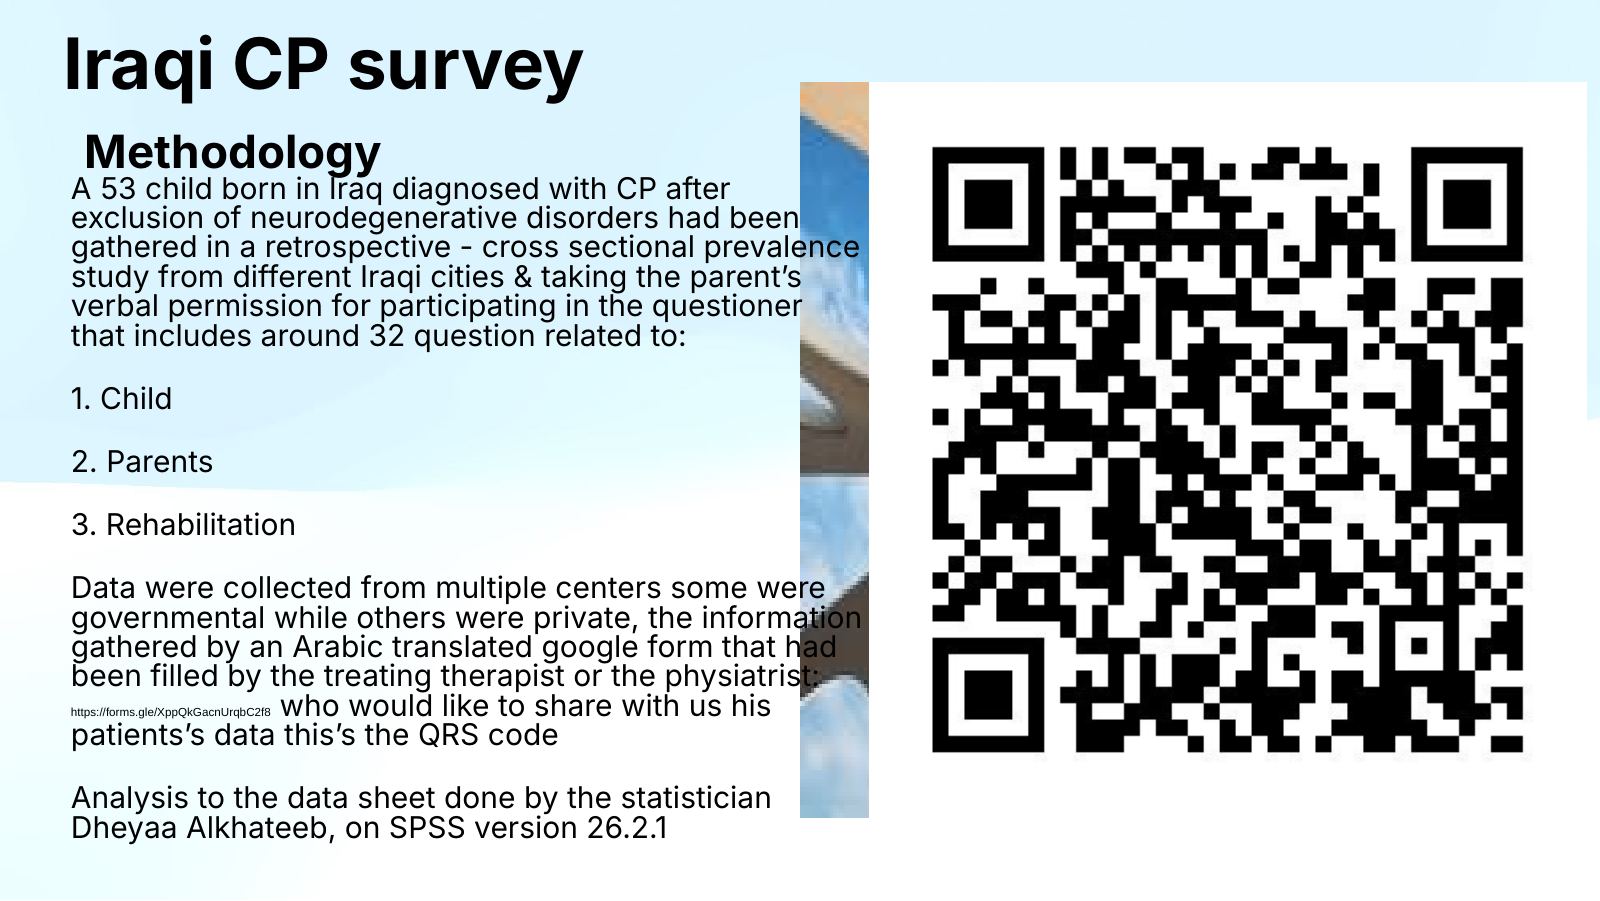 Iraqi CP survey
Methodology
A 53 child born in Iraq diagnosed with CP after
exclusion of neurodegenerative disorders had been
gathered in a retrospective - cross sectional prevalence
study from different Iraqi cities & taking the parent’s
verbal permission for participating in the questioner
that includes around 32 question related to:
1. Child
2. Parents
3. Rehabilitation
Data were collected from multiple centers some were
governmental while others were private, the information
gathered by an Arabic translated google form that had
been filled by the treating therapist or the physiatrist:
https://forms.gle/XppQkGacnUrqbC2f8 who would like to share with us his
patients’s data this’s the QRS code
Analysis to the data sheet done by the statistician
Dheyaa Alkhateeb, on SPSS version 26.2.1